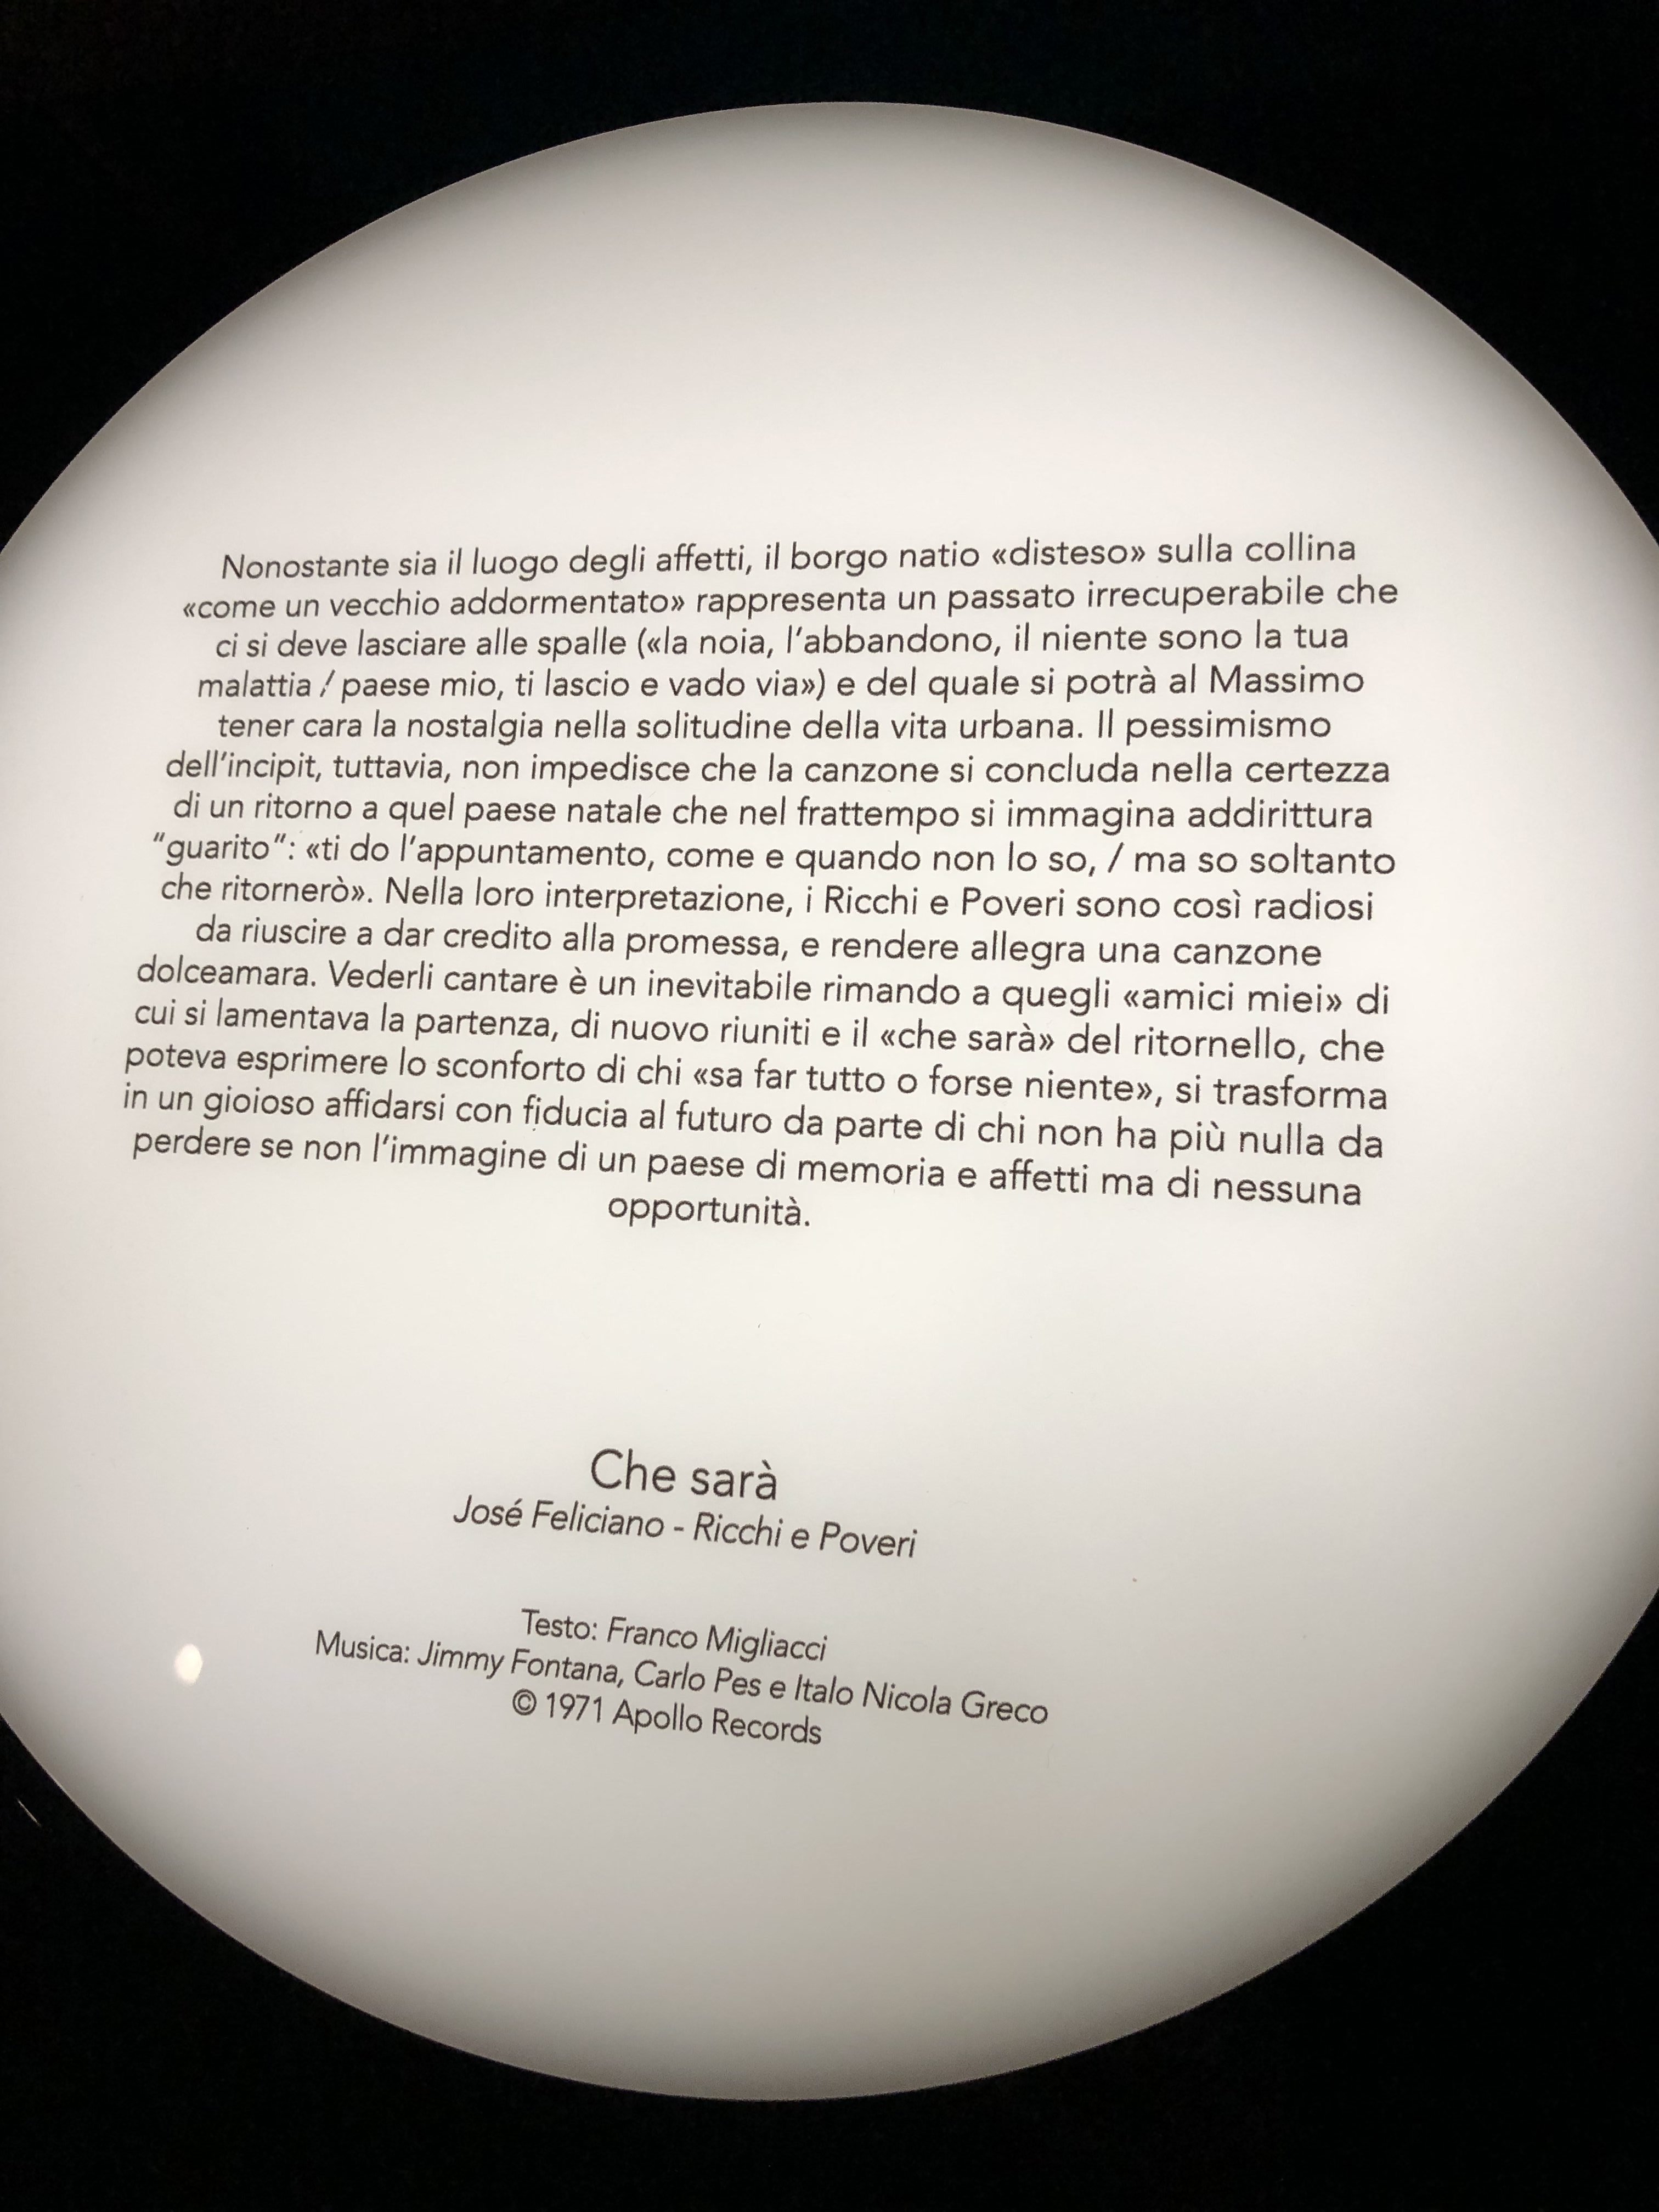 Nonostante sia il luogo degli affetti, il borgo natio «disteso» sulla collina
«come un vecchio addormentato» rappresenta un passato irrecuperabile che
ci si deve lasciare alle spalle («la noia, l'abbandono, il niente sono la tua
malattia / paese mio, ti lascio e vado via») e del quale si potrà al Massimo
tener cara la nostalgia nella solitudine della vita urbana. Il pessimismo
dell'incipit, tuttavia, non impedisce che la canzone si concluda nella certezza
di un ritorno a quel paese natale che nel frattempo si immagina addirittura
"guarito": «ti do l'appuntamento, come e quando non lo so, / ma so soltanto
che ritornerò». Nella loro interpretazione, i Ricchi e Poveri sono così radiosi
da riuscire a dar credito alla promessa, e rendere allegra una canzone
dolceamara. Vederli cantare è un inevitabile rimando a quegli «amici miei» di
cui si lamentava la partenza, di nuovo riuniti e il «che sarà» del ritornello, che
poteva esprimere lo sconforto di chi «sa far tutto o forse niente», si trasforma
in un gioioso affidarsi con fiducia al futuro da parte di chi non ha più nulla da
perdere se non l'immagine di un paese di memoria e affetti ma di nessuna
opportunità.
Che sarà
José Feliciano - Ricchi e Poveri
Testo: Franco Migliacci
Musica: Jimmy Fontana, Carlo Pes e Italo Nicola Greco
© 1971 Apollo Records